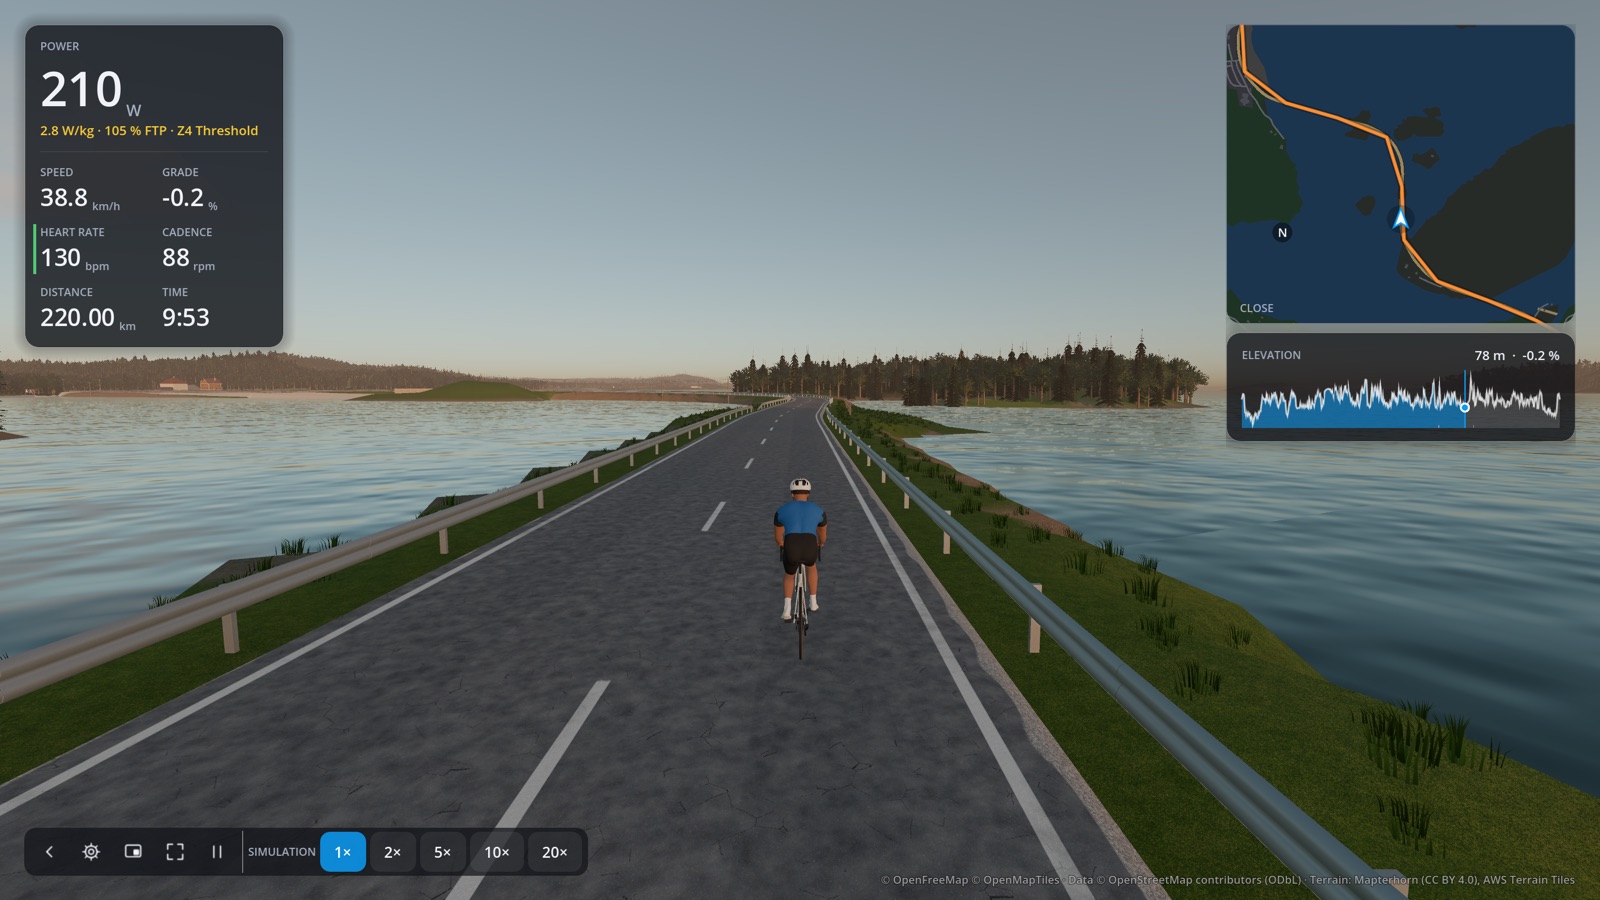 POWER
210 W
2.8 W/kg · 105 % FTP · Z4 Threshold
SPEED GRADE
38.8 km/h -0.2 %
HEART RATE CADENCE
130 bpm 88 rpm
DISTANCE TIME
220.00 km 9:53
N
CLOSE
ELEVATION 78 m · -0.2 %
SIMULATION 1× 2× 5× 10× 20×
© OpenFreeMap © OpenMapTiles · Data © OpenStreetMap contributors (ODbL) · Terrain: Mapterhorn (CC BY 4.0), AWS Terrain Tiles